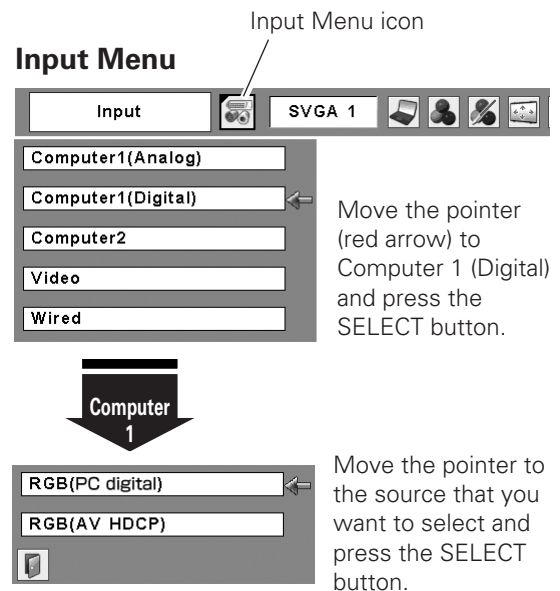 Input Menu icon
Input Menu
Input
SVGA 1
Computer1(Analog)
Computer1(Digital)
Computer2
Video
Wired
Move the pointer
(red arrow) to
Computer 1 (Digital)
and press the
SELECT button.
Computer
1
RGB(PC digital)
RGB(AV HDCP)
Move the pointer to
the source that you
want to select and
press the SELECT
button.